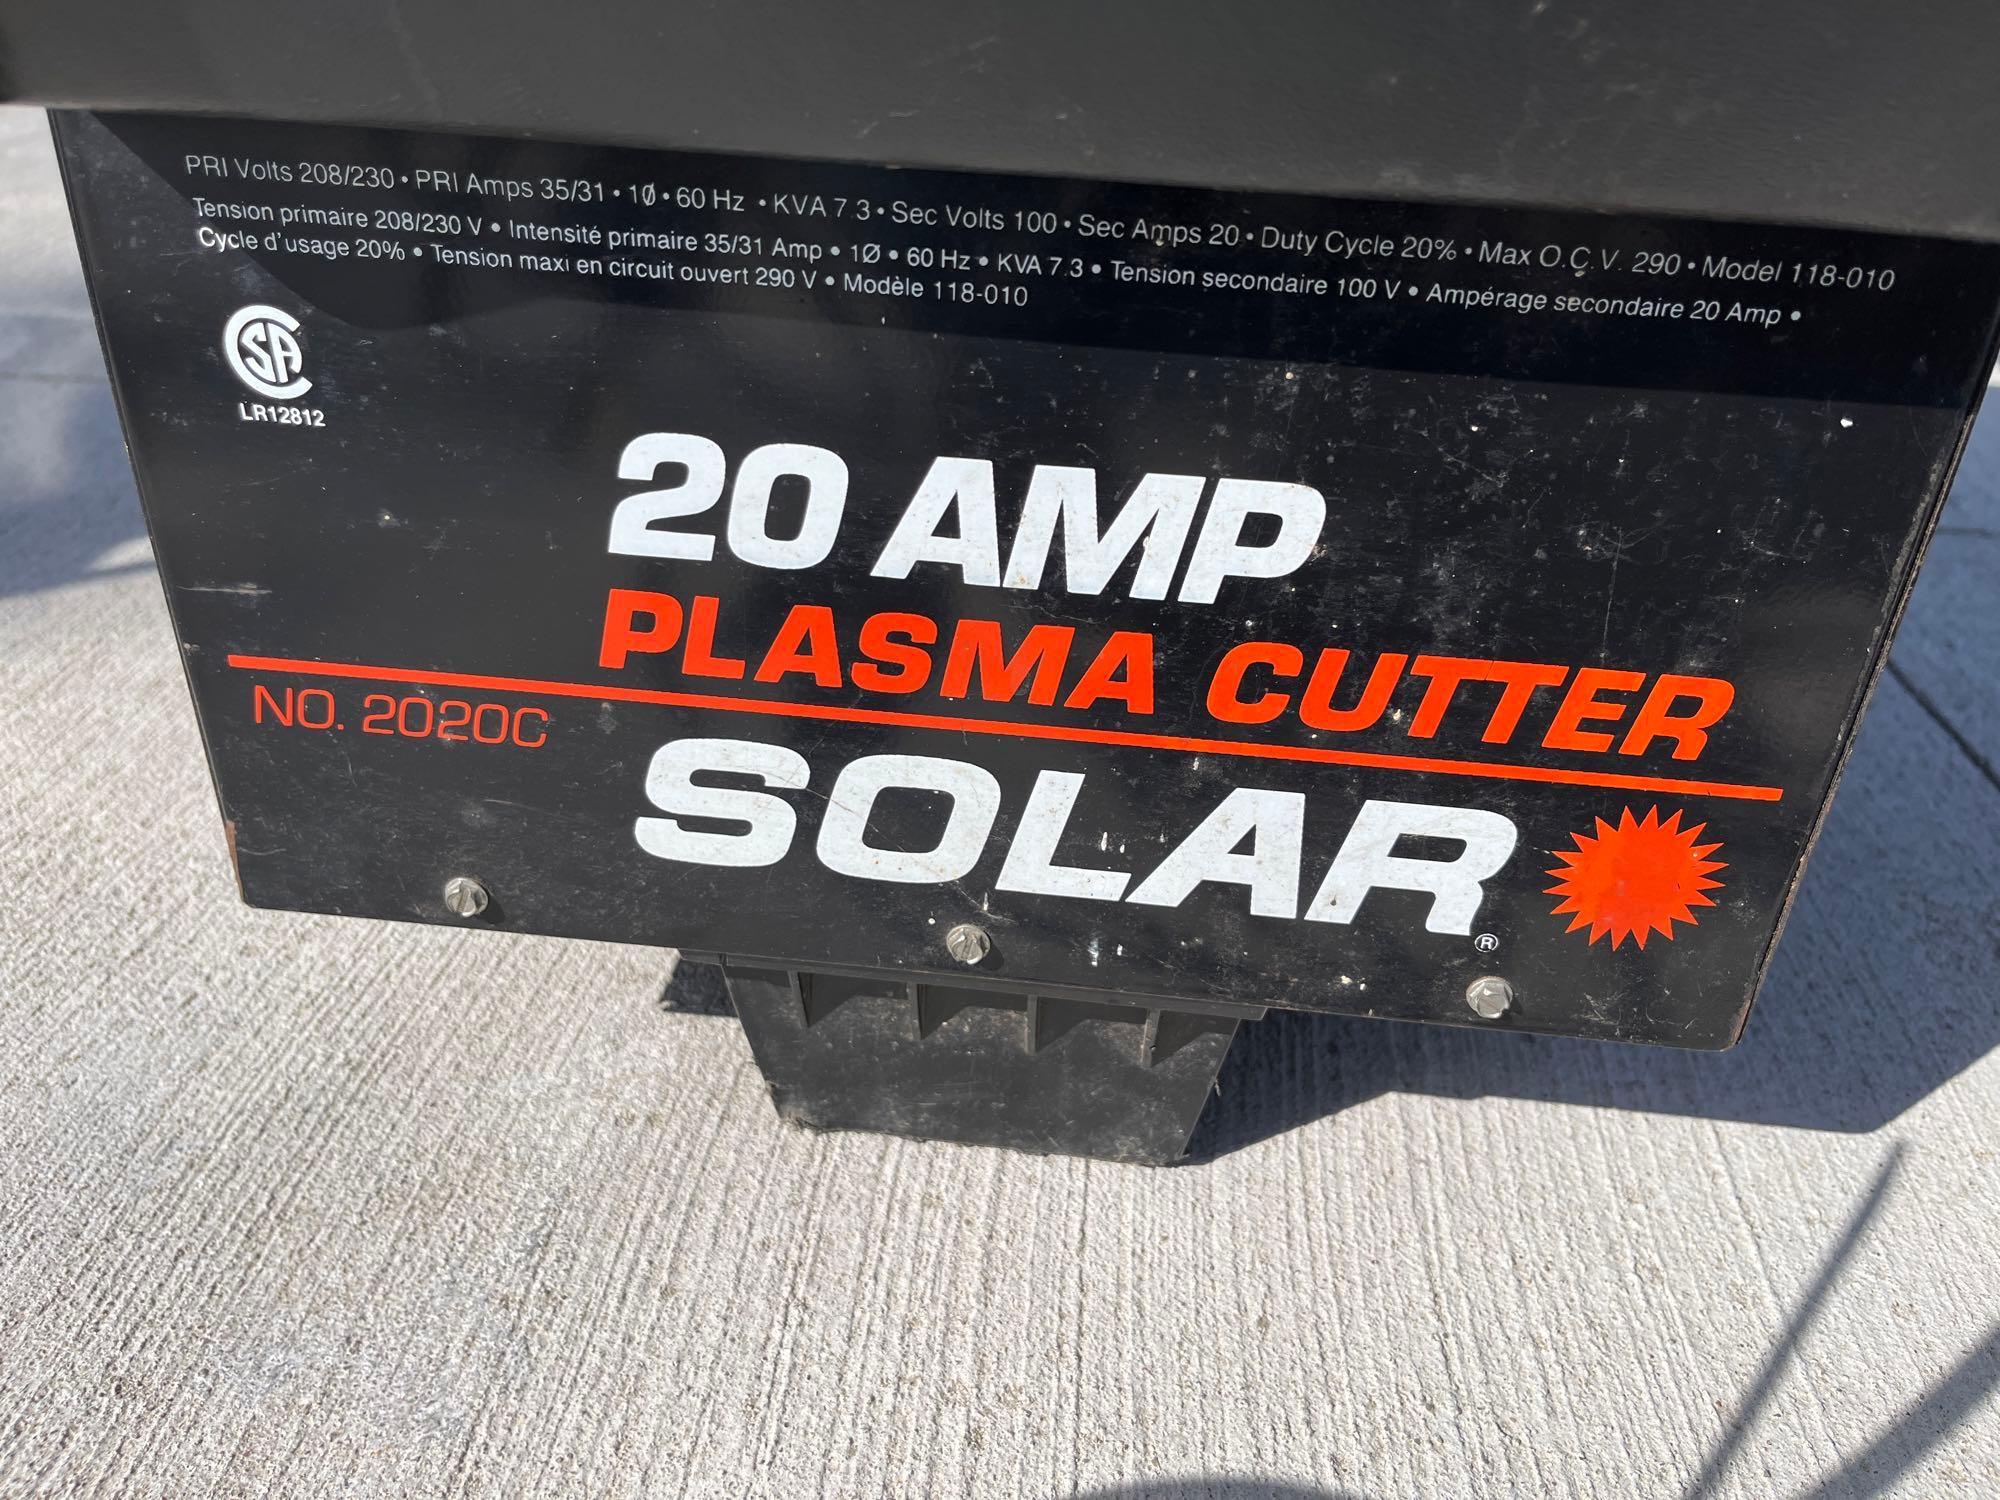 PRI Volts 208/230 • PRI Amps 35/31 • 1Ø • 60 Hz • KVA 7.3 • Sec Volts 100 • Sec Amps 20 • Duty Cycle 20% • Max O.C.V. 290 • Model 118-010
Tension primaire 208/230 V • Intensité primaire 35/31 Amp • 1Ø • 60 Hz • KVA 7.3 • Tension secondaire 100 V • Ampérage secondaire 20 Amp •
Cycle d'usage 20% • Tension maxi en circuit ouvert 290 V • Modèle 118-010
CSA
LR12812
20 AMP
PLASMA CUTTER
NO. 2020C
SOLAR®